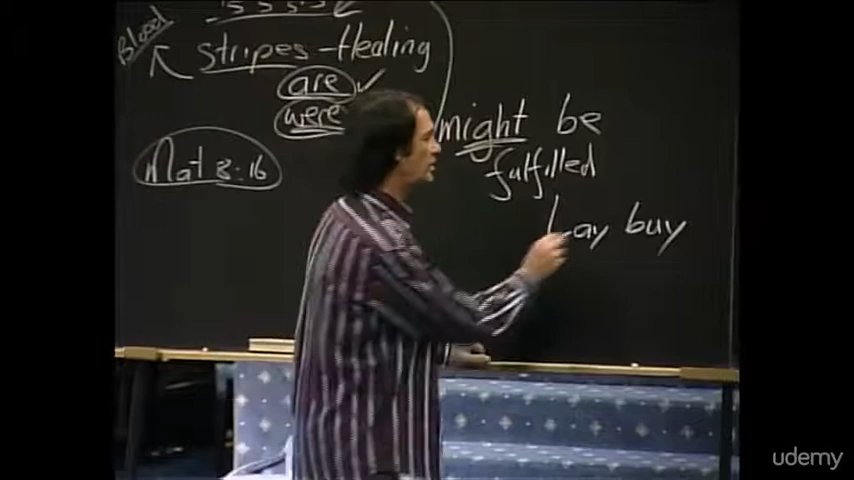 Blood
stripes - Healing
are
were
Mat 8:16
might be
fulfilled
Lay buy
udemy